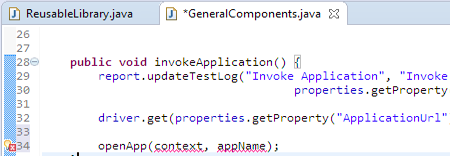 ReusableLibrary.java *GeneralComponents.java
26
27
28 public void invokeApplication() {
29 report.updateTestLog("Invoke Application", "Invoke
30 properties.getProperty
31
32 driver.get(properties.getProperty("ApplicationUrl"
33
34 openApp(context, appName);